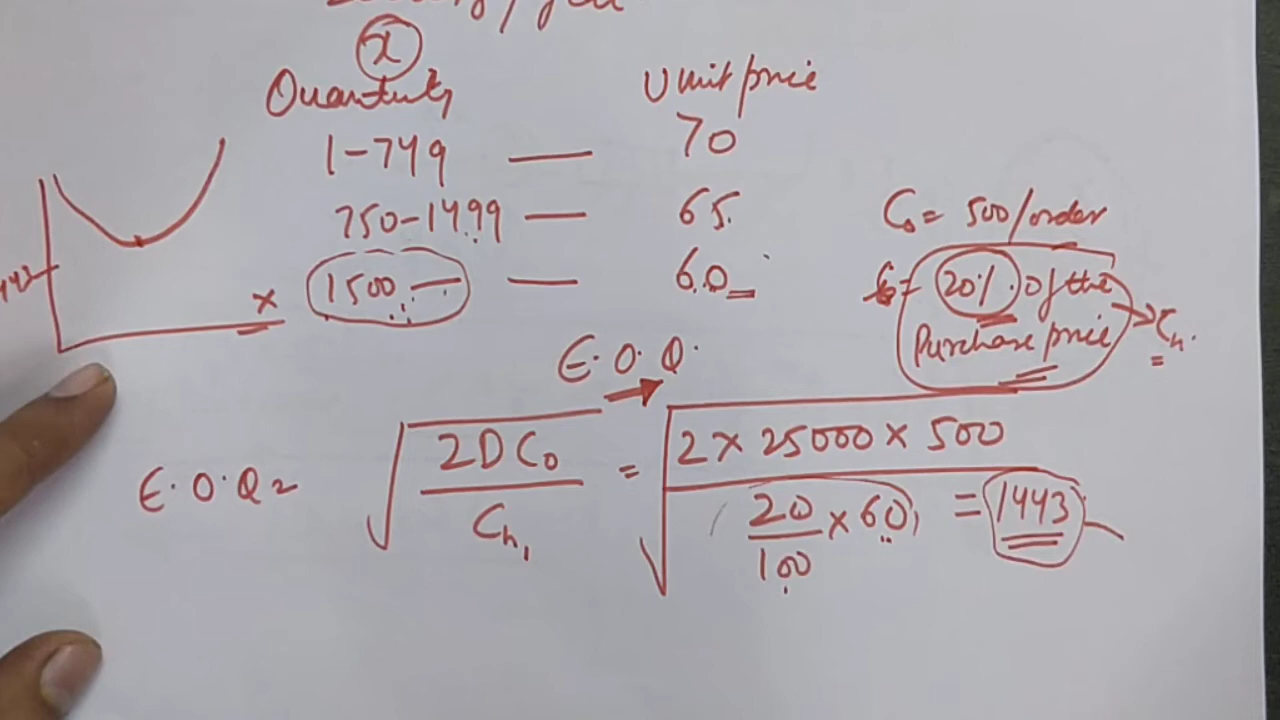 x
Quantity Unit price
1-749 — 70
750-1499 — 65.
1500 — — 60
C₀ = 500/order
20%. of the
Purchase price → Cₕ.
x
E.O.Q.
E.O.Q = √(2DC₀ / Cₕ) = √(2 × 25000 × 500 / (20/100 × 60)) = 1443